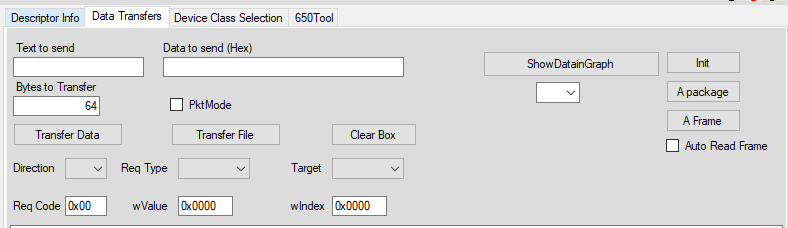 Descriptor Info Data Transfers Device Class Selection 650Tool
Text to send Data to send (Hex)
ShowDatainGraph Init
Bytes to Transfer
64 PktMode A package
Transfer Data Transfer File Clear Box A Frame
Auto Read Frame
Direction Req Type Target
Req Code 0x00 wValue 0x0000 wIndex 0x0000